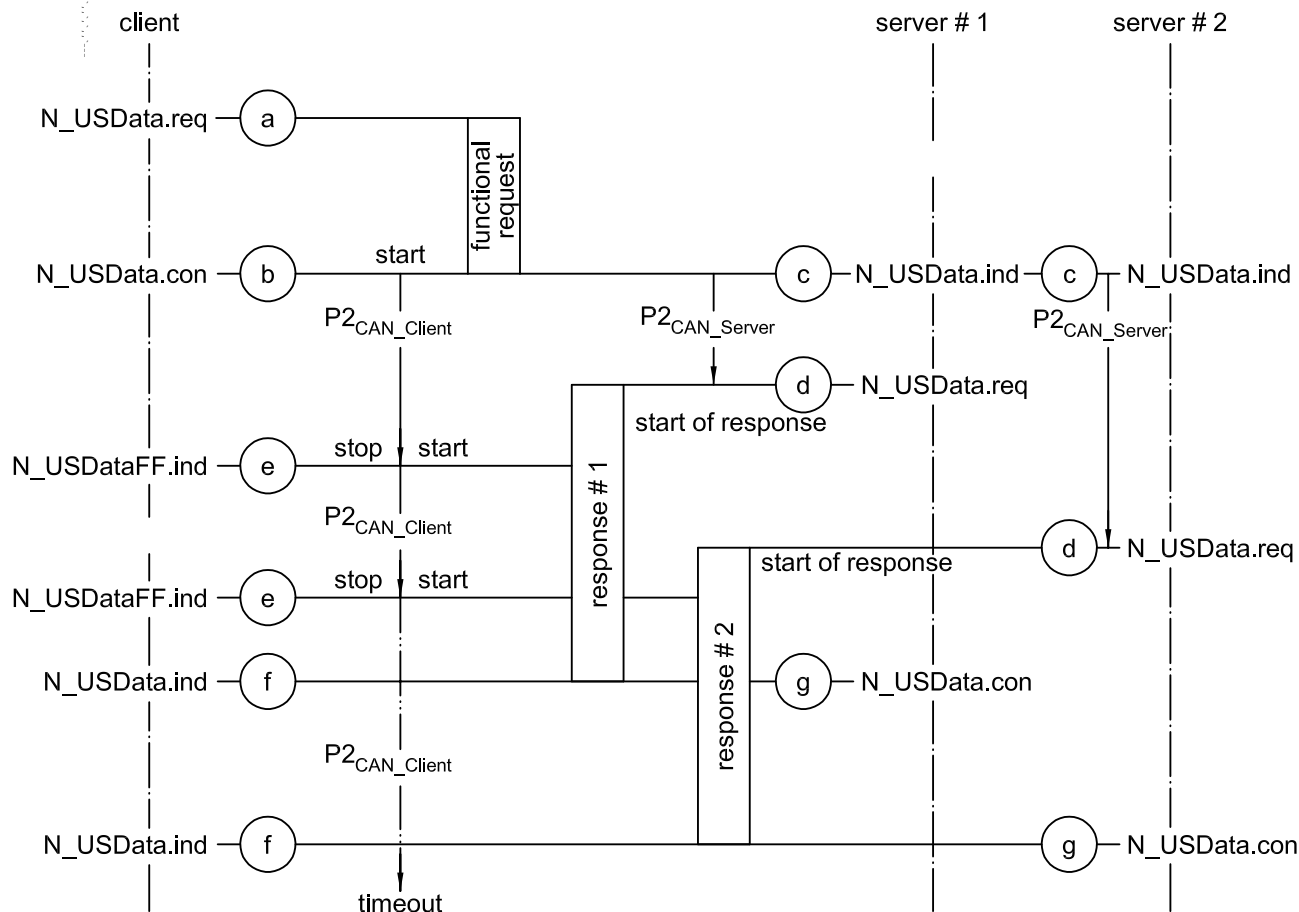 client
server # 1
server # 2
N_USData.req
a
functional
request
N_USData.con
b
start
c
N_USData.ind
c
N_USData.ind
P2CAN_Client
P2CAN_Server
P2CAN_Server
d
N_USData.req
start of response
N_USDataFF.ind
e
stop
start
response # 1
P2CAN_Client
d
N_USData.req
start of response
N_USDataFF.ind
e
stop
start
response # 2
N_USData.ind
f
g
N_USData.con
P2CAN_Client
N_USData.ind
f
g
N_USData.con
timeout